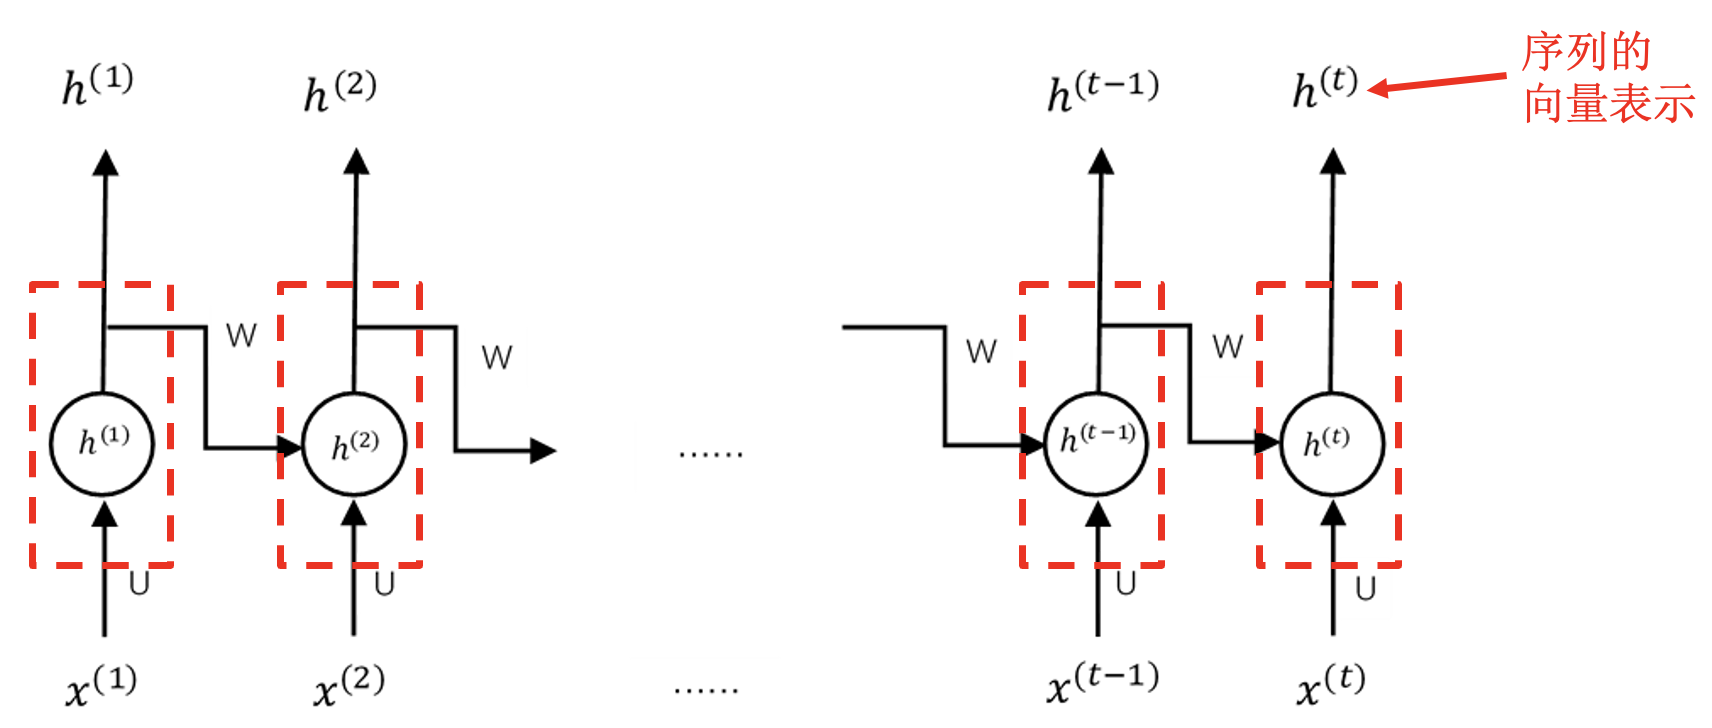 h^(1) h^(2) h^(t−1) h^(t) 序列的
向量表示
W W W W
h^(1) h^(2) ...... h^(t−1) h^(t)
U U U U
x^(1) x^(2) ...... x^(t−1) x^(t)